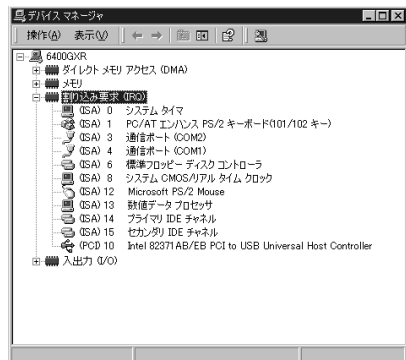 デバイス マネージャ
操作(A) 表示(V)
6400GXR
ダイレクト メモリ アクセス (DMA)
メモリ
割り込み要求 (IRQ)
(ISA) 0 システム タイマ
(ISA) 1 PC/AT エンハンス PS/2 キーボード(101/102 キー)
(ISA) 3 通信ポート (COM2)
(ISA) 4 通信ポート (COM1)
(ISA) 6 標準フロッピー ディスク コントローラ
(ISA) 8 システム CMOS/リアル タイム クロック
(ISA) 12 Microsoft PS/2 Mouse
(ISA) 13 数値データ プロセッサ
(ISA) 14 プライマリ IDE チャネル
(ISA) 15 セカンダリ IDE チャネル
(PCI) 10 Intel 82371AB/EB PCI to USB Universal Host Controller
入出力 (I/O)